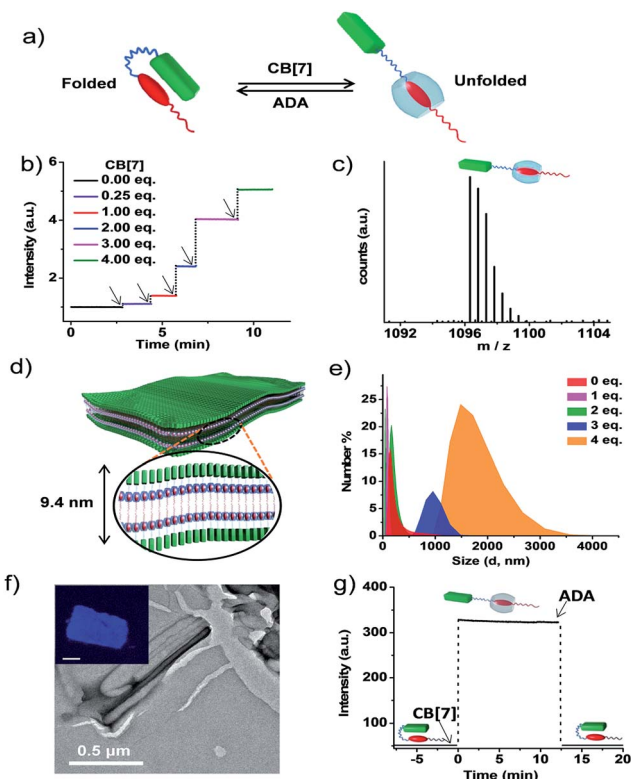 a)
CB[7]
Folded
Unfolded
ADA
b)
CB[7]
0.00 eq.
0.25 eq.
1.00 eq.
2.00 eq.
3.00 eq.
4.00 eq.
Intensity (a.u.)
5
3
1
0 5 10
Time (min)
c)
counts (a.u.)
1092 1096 1100 1104
m / z
d)
9.4 nm
e)
0 eq.
1 eq.
2 eq.
3 eq.
4 eq.
Number %
25
20
15
10
5
0
0 1000 2000 3000 4000
Size (d, nm)
f)
0.5 µm
g)
ADA
Intensity (a.u.)
400
300
200
100
CB[7]
-5 0 5 10 15 20
Time (min)